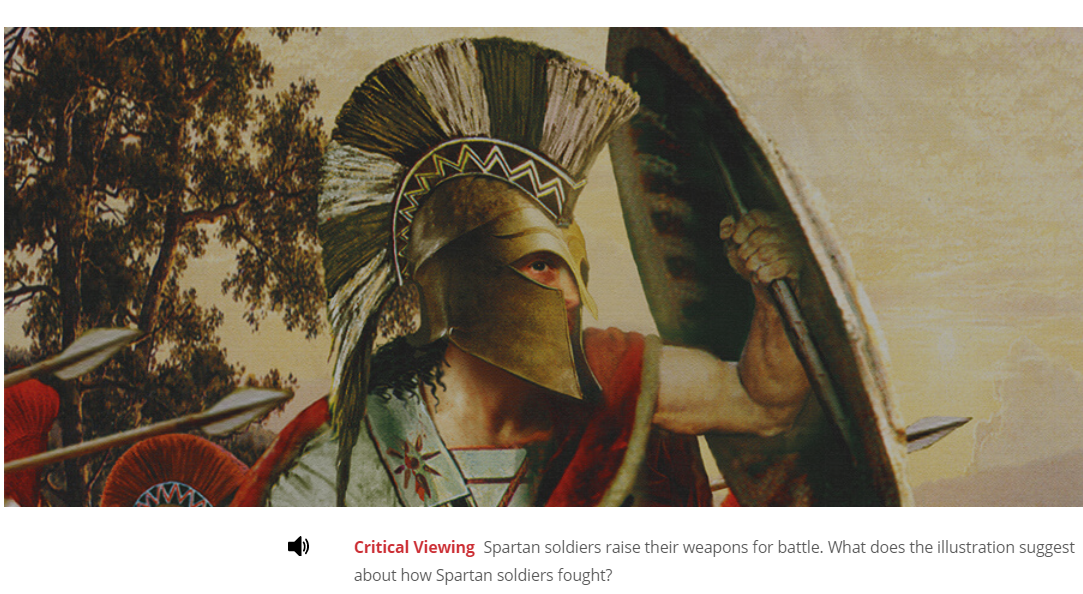 Critical Viewing Spartan soldiers raise their weapons for battle. What does the illustration suggest
about how Spartan soldiers fought?